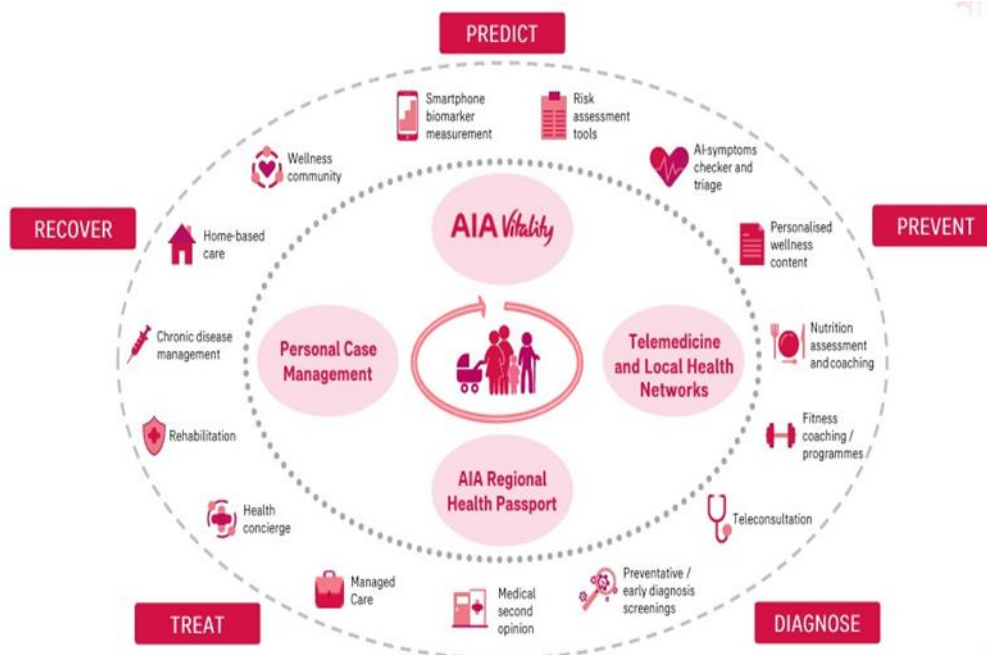 PREDICT
Smartphone
biomarker
measurement
Risk
assessment
tools
Wellness
community
AI-symptoms
checker and
triage
RECOVER
PREVENT
AIA Vitality
Home-based
care
Personalised
wellness
content
Chronic disease
management
Personal Case
Management
Telemedicine
and Local Health
Networks
Nutrition
assessment
and coaching
Rehabilitation
Fitness
coaching /
programmes
AIA Regional
Health Passport
Health
concierge
Teleconsultation
Managed
Care
Medical
second
opinion
Preventative /
early diagnosis
screenings
TREAT
DIAGNOSE